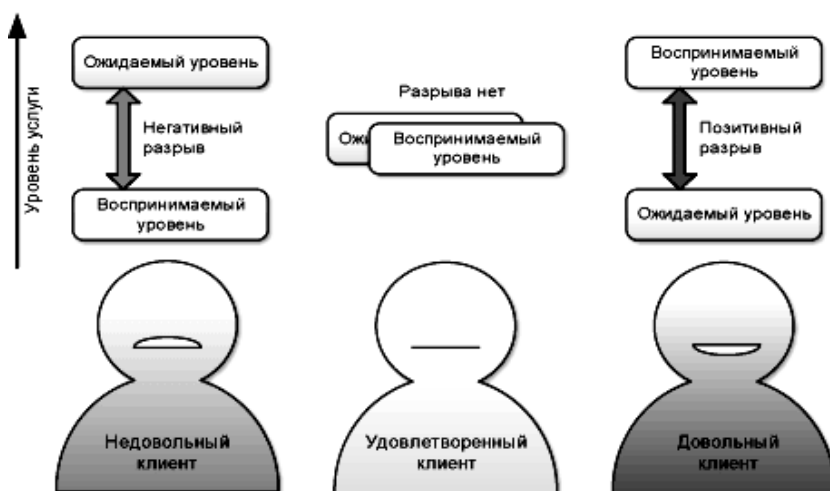 Уровень услуги
Ожидаемый уровень
Негативный
разрыв
Воспринимаемый
уровень
Недовольный
клиент
Разрыва нет
Воспринимаемый
уровень
Удовлетворенный
клиент
Воспринимаемый
уровень
Позитивный
разрыв
Ожидаемый уровень
Довольный
клиент